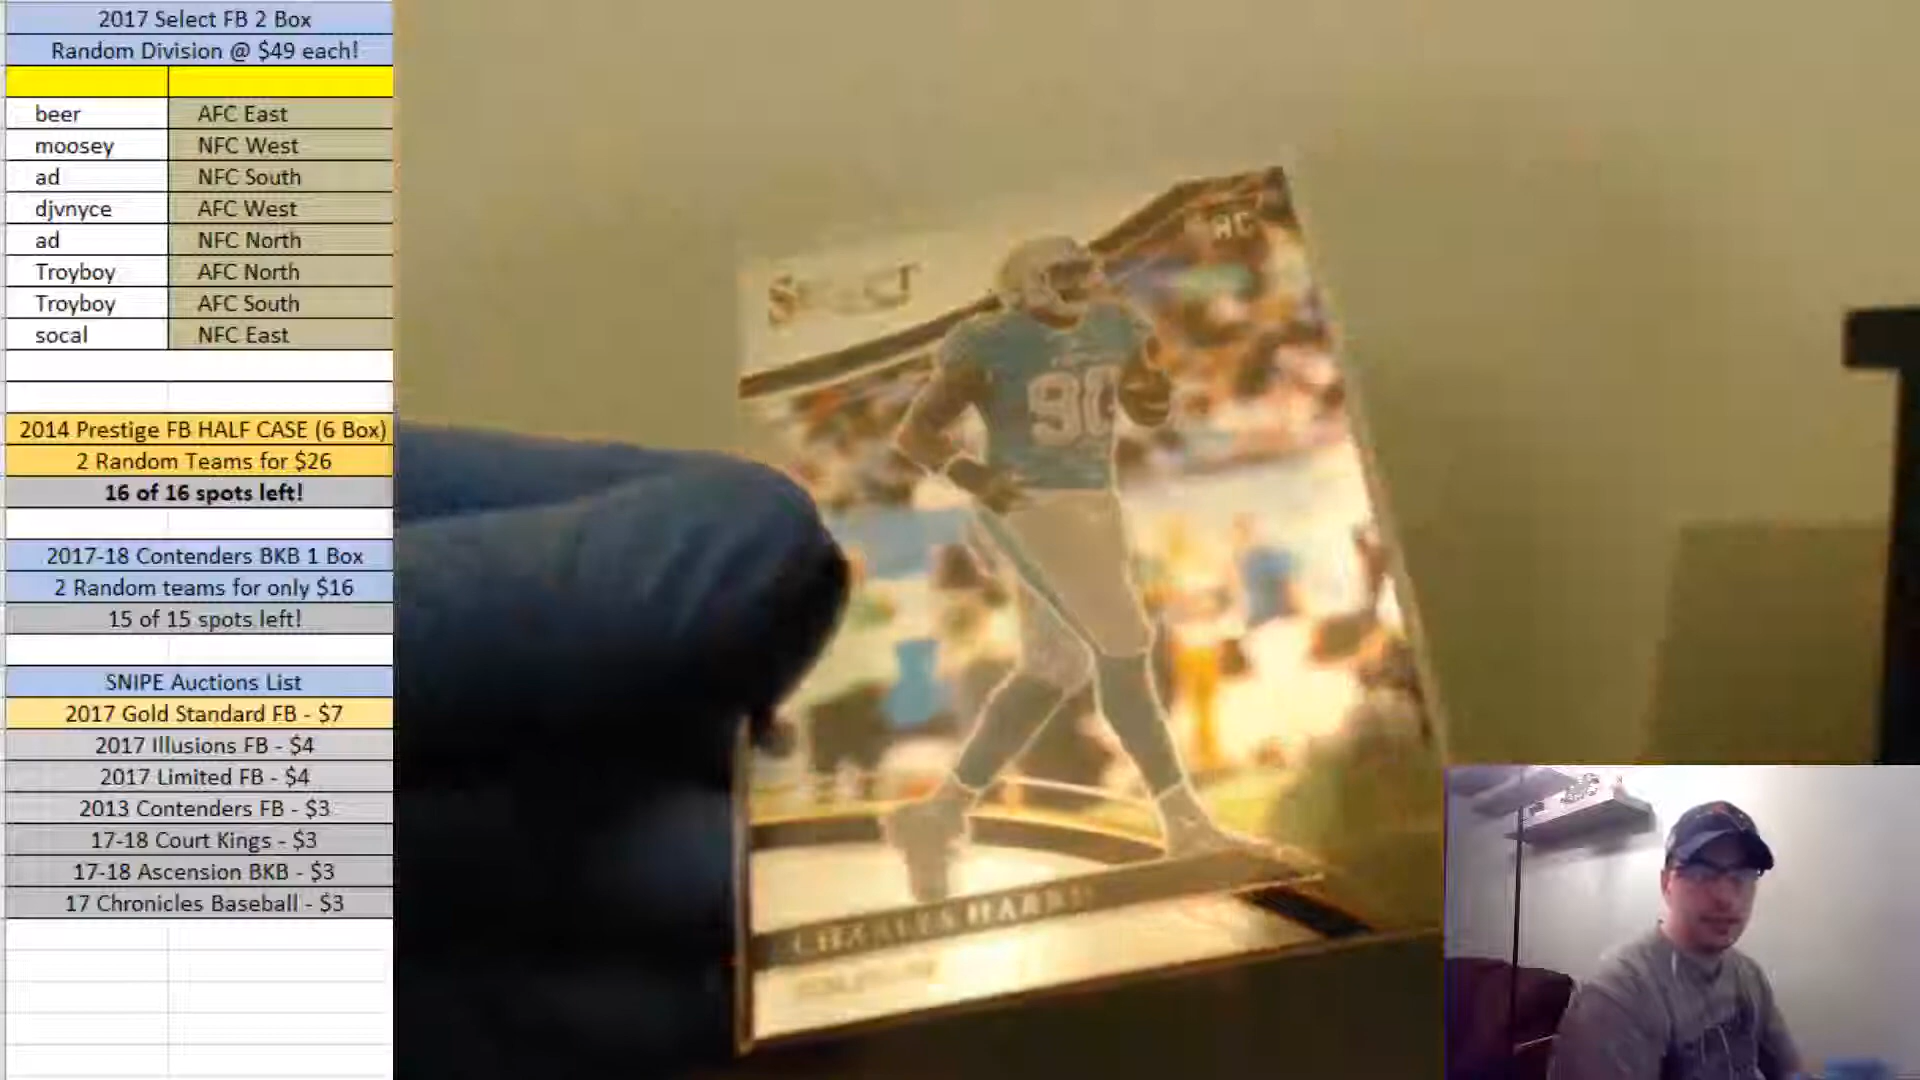 2017 Select FB 2 Box
Random Division @ $49 each!
beer AFC East
moosey NFC West
ad NFC South
djvnyce AFC West
ad NFC North
Troyboy AFC North
Troyboy AFC South
socal NFC East
2014 Prestige FB HALF CASE (6 Box)
2 Random Teams for $26
16 of 16 spots left!
2017-18 Contenders BKB 1 Box
2 Random teams for only $16
15 of 15 spots left!
SNIPE Auctions List
2017 Gold Standard FB - $7
2017 Illusions FB - $4
2017 Limited FB - $4
2013 Contenders FB - $3
17-18 Court Kings - $3
17-18 Ascension BKB - $3
17 Chronicles Baseball - $3
SELECT
RC
90
CHARLES HARRIS